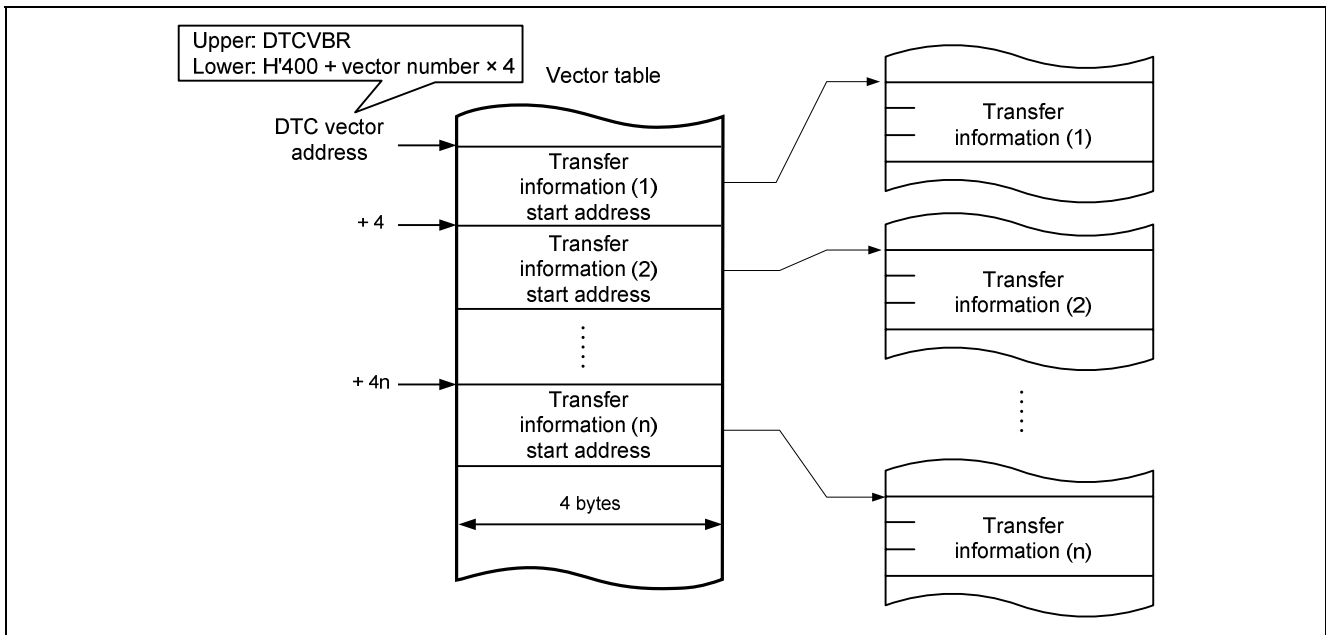 Upper: DTCVBR
Lower: H'400 + vector number × 4
Vector table
DTC vector
address
Transfer
information (1)
start address
+ 4
Transfer
information (2)
start address
+ 4n
Transfer
information (n)
start address
4 bytes
Transfer
information (1)
Transfer
information (2)
Transfer
information (n)